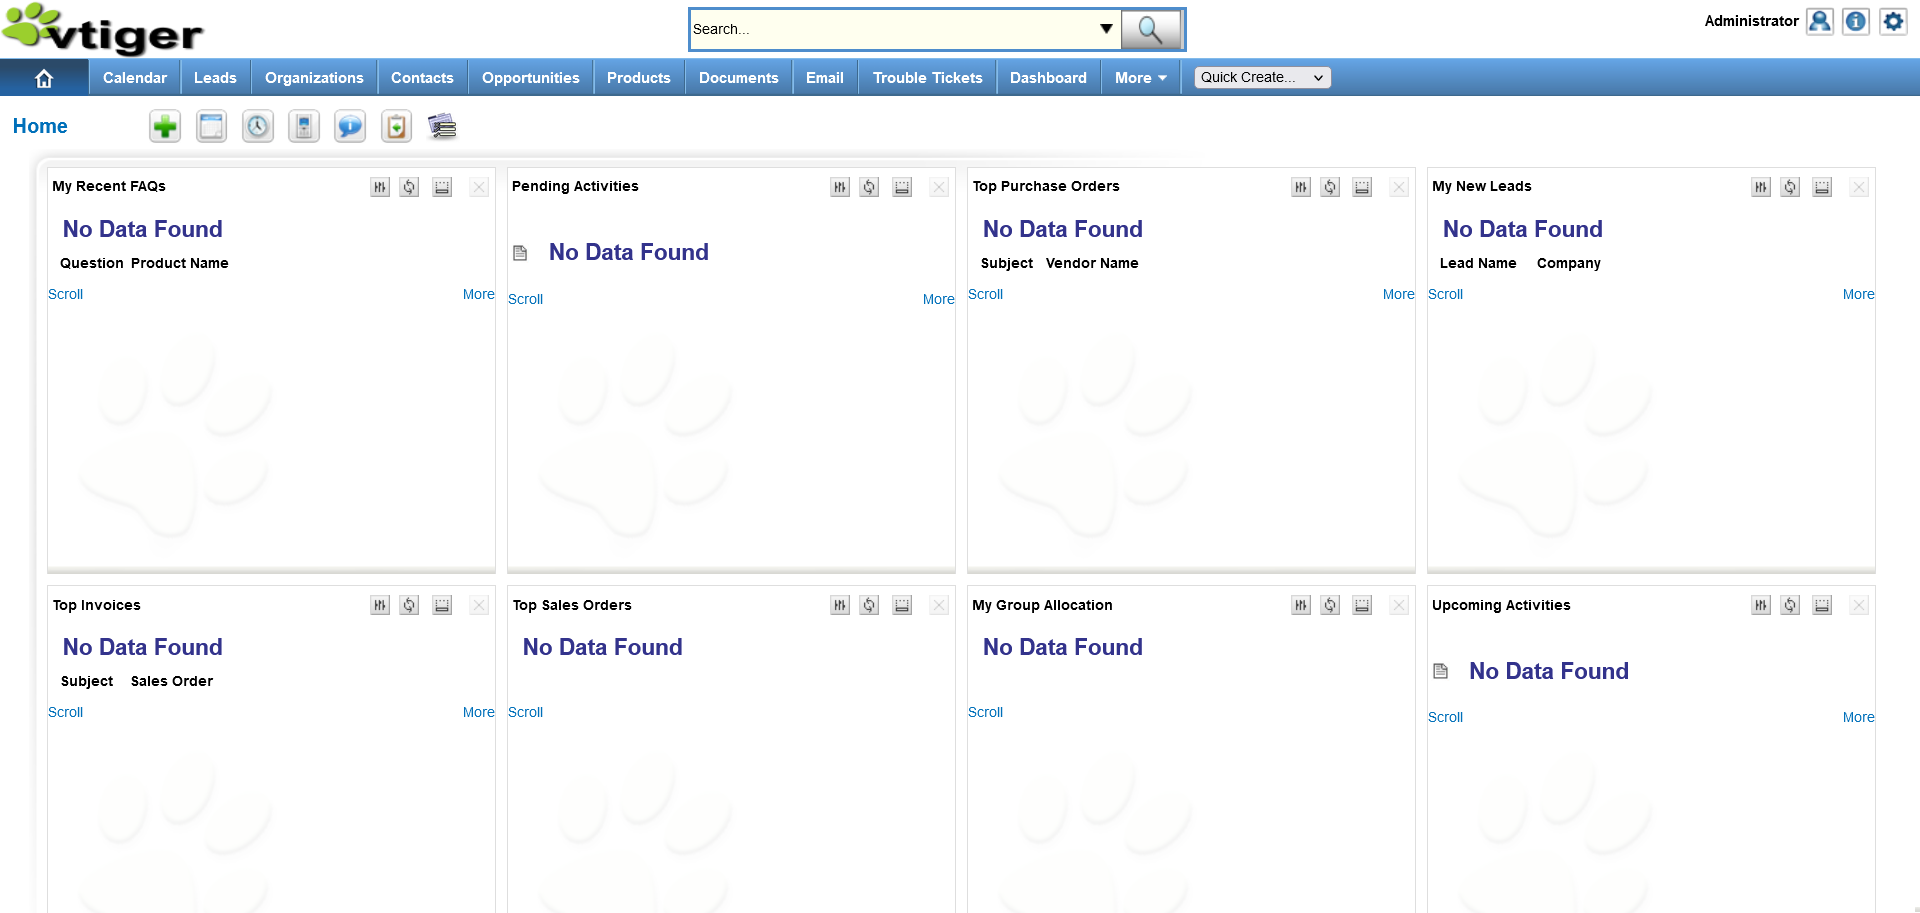 vtiger
Search...
Administrator
Calendar Leads Organizations Contacts Opportunities Products Documents Email Trouble Tickets Dashboard More Quick Create...
Home
My Recent FAQs
No Data Found
Question Product Name
Scroll More
Pending Activities
No Data Found
Scroll More
Top Purchase Orders
No Data Found
Subject Vendor Name
Scroll More
My New Leads
No Data Found
Lead Name Company
Scroll More
Top Invoices
No Data Found
Subject Sales Order
Scroll More
Top Sales Orders
No Data Found
Scroll
My Group Allocation
No Data Found
Scroll
Upcoming Activities
No Data Found
Scroll More